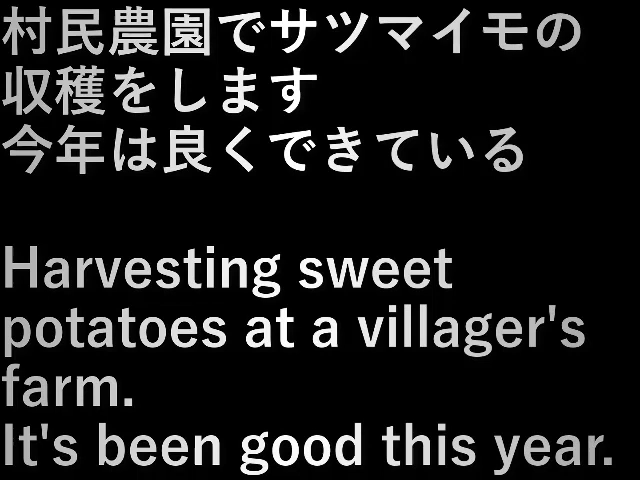 村民農園でサツマイモの
収穫をします
今年は良くできている
Harvesting sweet
potatoes at a villager's
farm.
It's been good this year.